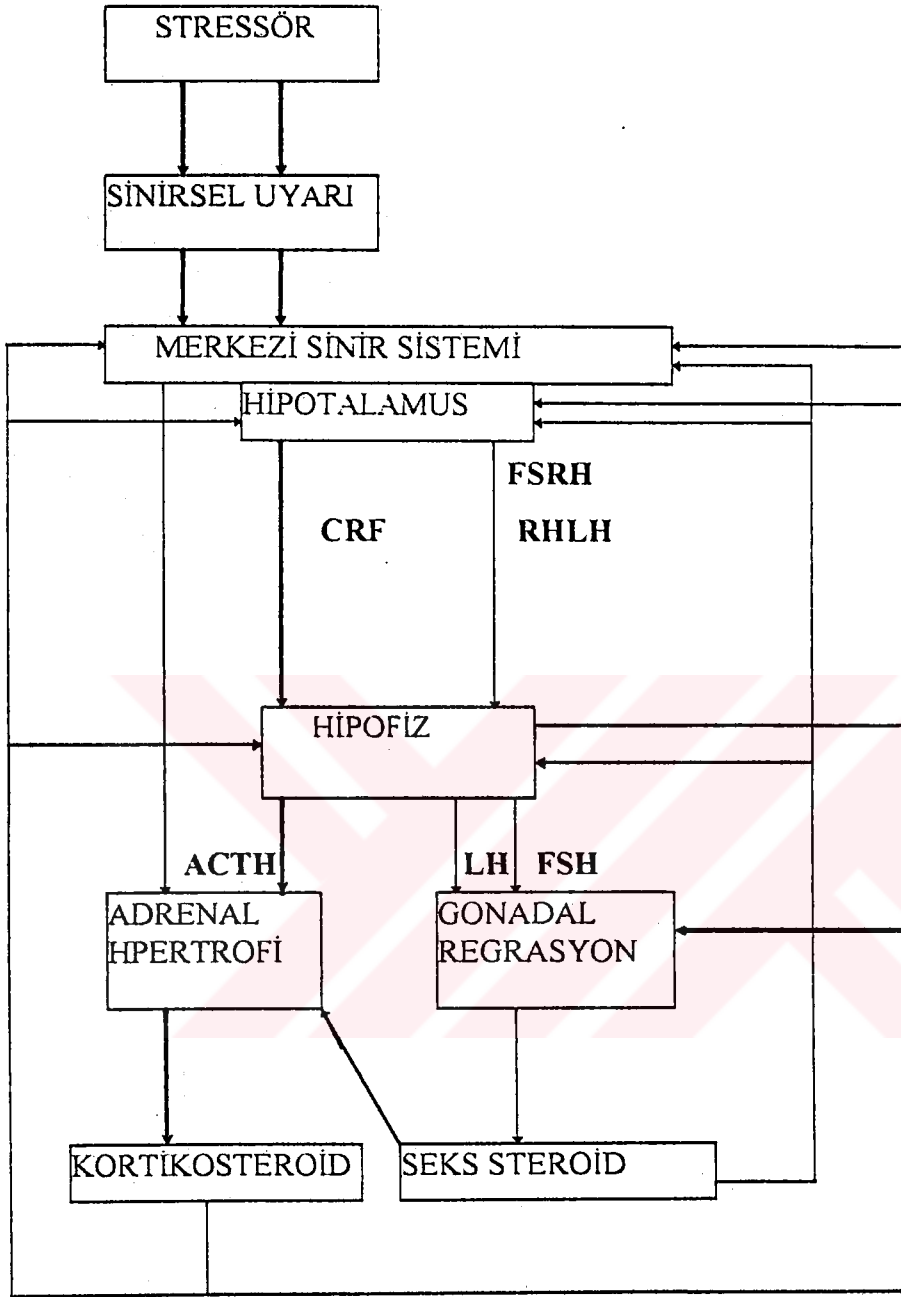 STRESSÖR
SİNİRSEL UYARI
MERKEZİ SİNİR SİSTEMİ
HİPOTALAMUS
FSRH
CRF RHLH
HİPOFİZ
ACTH LH FSH
ADRENAL
HPERTROFİ
GONADAL
REGRASYON
KORTİKOSTEROİD
SEKS STEROİD